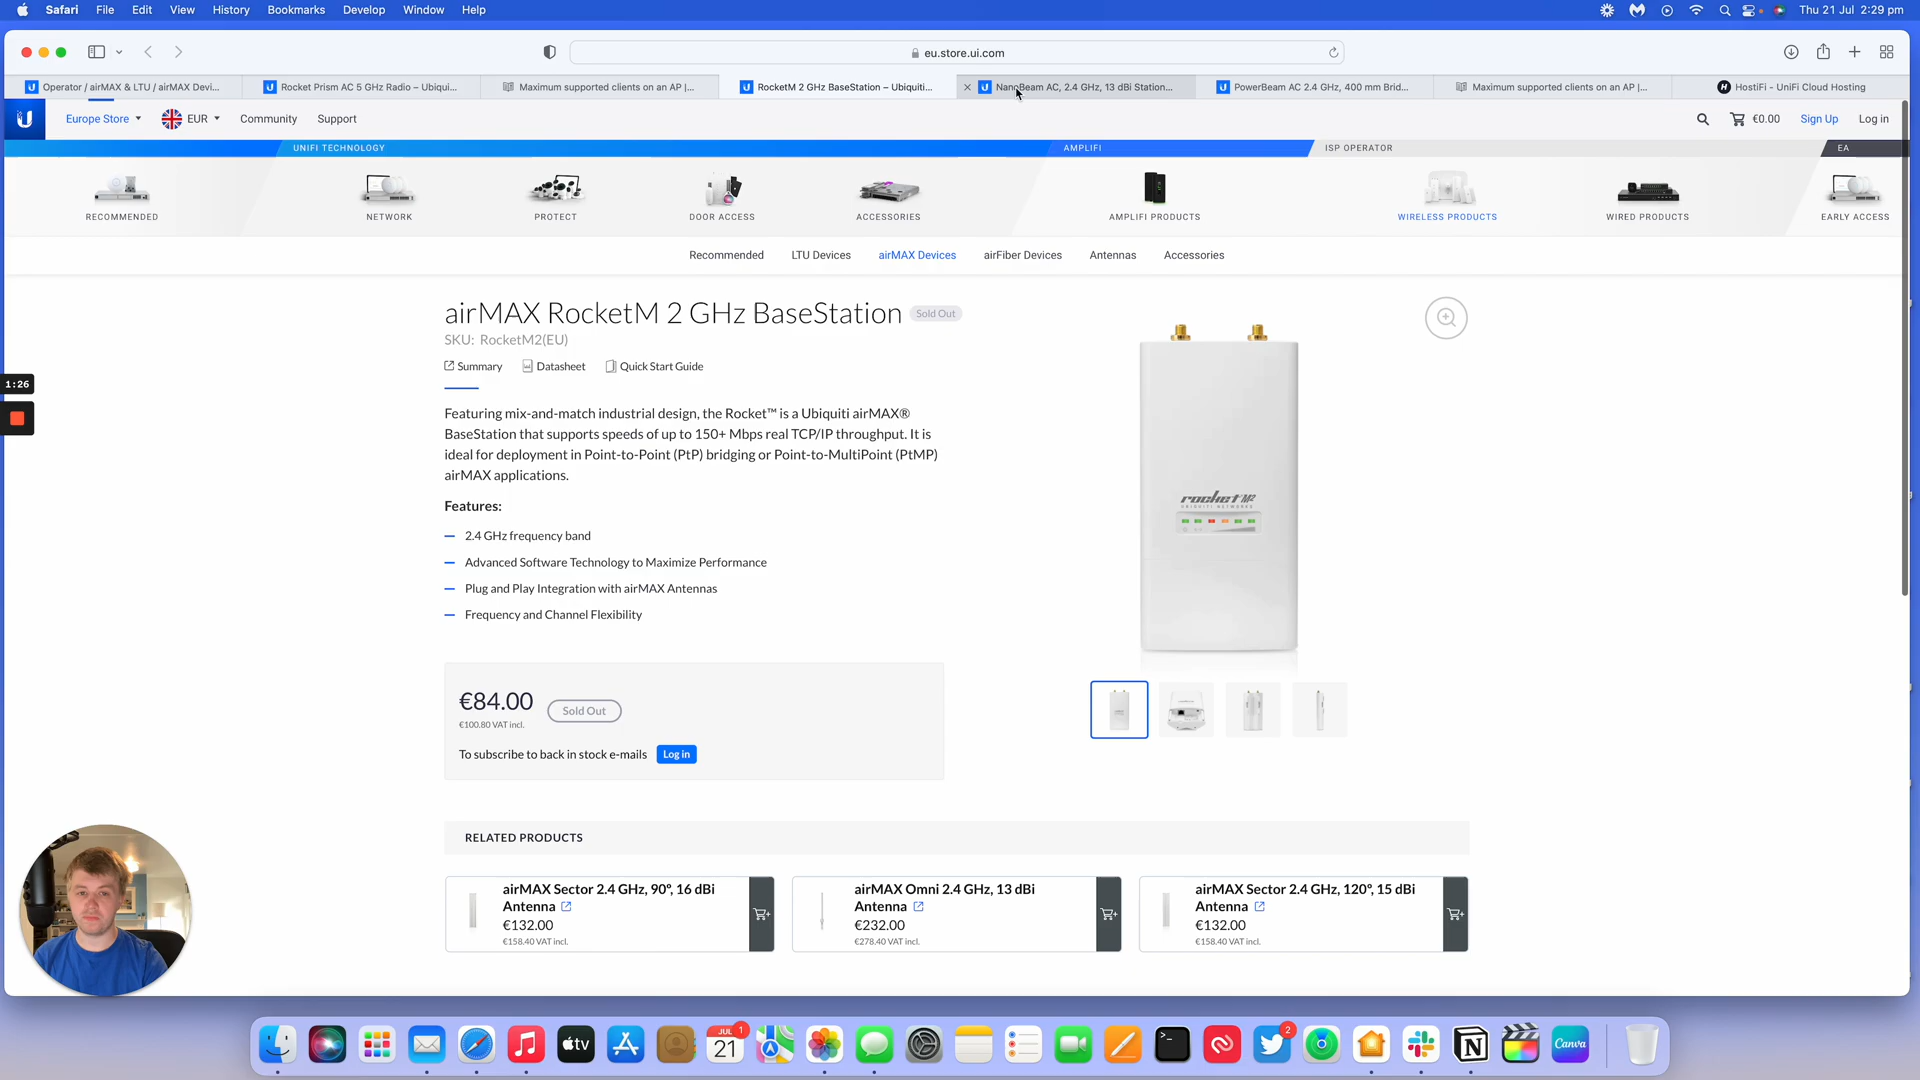 Safari File Edit View History Bookmarks Develop Window Help
Thu 21 Jul 2:29 pm
eu.store.ui.com
Operator / airMAX & LTU / airMAX Devi...
Rocket Prism AC 5 GHz Radio – Ubiqui...
Maximum supported clients on an AP |...
RocketM 2 GHz BaseStation – Ubiquiti...
NanoBeam AC, 2.4 GHz, 13 dBi Station...
PowerBeam AC 2.4 GHz, 400 mm Brid...
Maximum supported clients on an AP |...
HostiFi - UniFi Cloud Hosting
Europe Store EUR Community Support
€0.00 Sign Up Log in
UNIFI TECHNOLOGY AMPLIFI ISP OPERATOR EA
RECOMMENDED NETWORK PROTECT DOOR ACCESS ACCESSORIES AMPLIFI PRODUCTS WIRELESS PRODUCTS WIRED PRODUCTS EARLY ACCESS
Recommended LTU Devices airMAX Devices airFiber Devices Antennas Accessories
airMAX RocketM 2 GHz BaseStation Sold Out
SKU: RocketM2(EU)
Summary Datasheet Quick Start Guide
1:26
Featuring mix-and-match industrial design, the Rocket™ is a Ubiquiti airMAX®
BaseStation that supports speeds of up to 150+ Mbps real TCP/IP throughput. It is
ideal for deployment in Point-to-Point (PtP) bridging or Point-to-MultiPoint (PtMP)
airMAX applications.
Features:
2.4 GHz frequency band
Advanced Software Technology to Maximize Performance
Plug and Play Integration with airMAX Antennas
Frequency and Channel Flexibility
rocket M2
UBIQUITI NETWORKS
€84.00 Sold Out
€100.80 VAT incl.
To subscribe to back in stock e-mails Log in
RELATED PRODUCTS
airMAX Sector 2.4 GHz, 90º, 16 dBi
Antenna
€132.00
€158.40 VAT incl.
airMAX Omni 2.4 GHz, 13 dBi
Antenna
€232.00
€278.40 VAT incl.
airMAX Sector 2.4 GHz, 120º, 15 dBi
Antenna
€132.00
€158.40 VAT incl.
tv
JUL
21
1
2
Canva